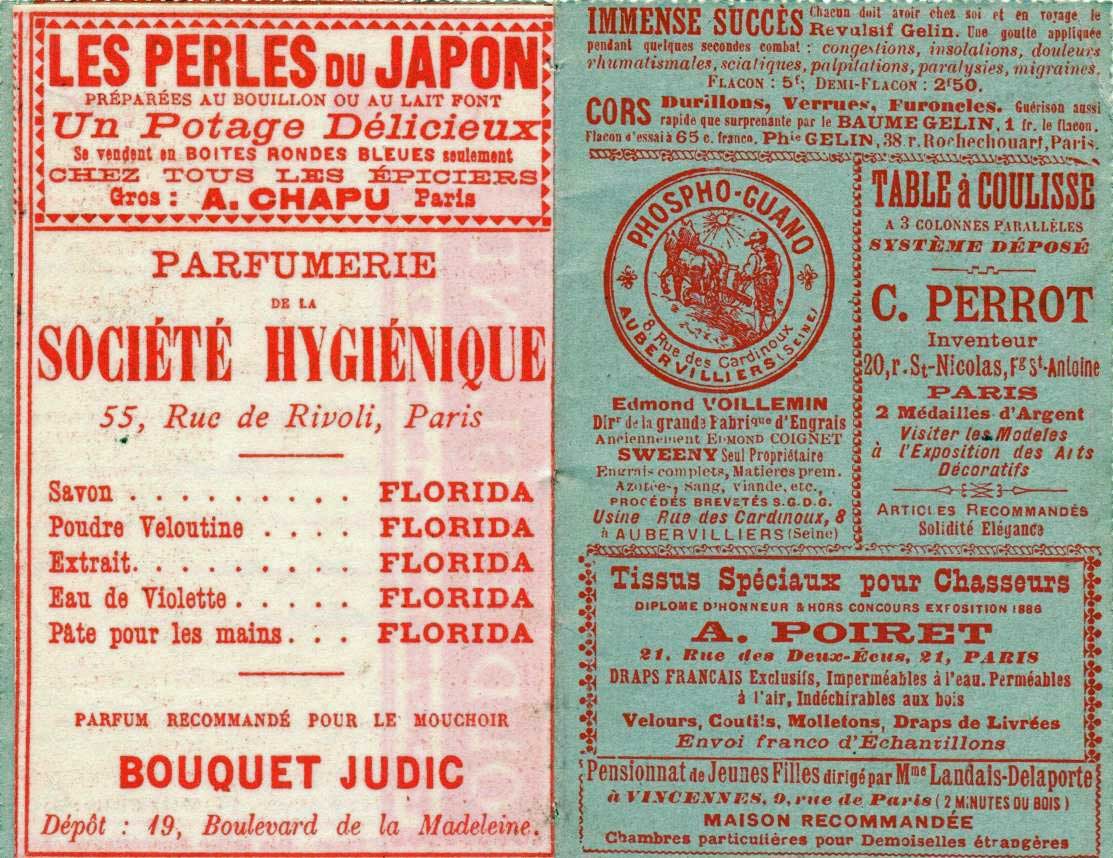 LES PERLES DU JAPON
PRÉPARÉES AU BOUILLON OU AU LAIT FONT
Un Potage Délicieux
Se vendent en BOITES RONDES BLEUES seulement
CHEZ TOUS LES ÉPICIERS
Gros : A. CHAPU Paris
PARFUMERIE
DE LA
SOCIÉTÉ HYGIÉNIQUE
55, Rue de Rivoli, Paris
Savon . . . . . . . . . . FLORIDA
Poudre Veloutine . . . . . FLORIDA
Extrait. . . . . . . . . . FLORIDA
Eau de Violette . . . . . FLORIDA
Pâte pour les mains. . . FLORIDA
PARFUM RECOMMANDÉ POUR LE MOUCHOIR
BOUQUET JUDIC
Dépôt : 19, Boulevard de la Madeleine.
IMMENSE SUCCÈS Chacun doit avoir chez soi et en voyage le
Revulsif Gelin. Une goutte appliquée
pendant quelques secondes combat : congestions, insolations, douleurs
rhumatismales, sciatiques, palpitations, paralysies, migraines.
FLACON : 5f; DEMI-FLACON : 2f50.
CORS Durillons, Verrues, Furoncles. Guérison aussi
rapide que surprenante par le BAUME GELIN, 1 fr. le flacon.
Flacon d'essai à 65 c. franco. Phie GELIN, 38 r. Rochechouart, Paris.
PHOSPHO-GUANO
8 Rue des Cardinoux
AUBERVILLIERS (SEINE)
Edmond VOILLEMIN
Dirr de la grande Fabrique d'Engrais
Anciennement EDMOND COIGNET
SWEENY Seul Propriétaire
Engrais complets, Matières prem.
Azotées, Sang, viande, etc.,
PROCÉDÉS BREVETÉS S.G.D.G.
Usine Rue des Cardinoux, 8
à AUBERVILLIERS (Seine)
TABLE à COULISSE
A 3 COLONNES PARALLÈLES
SYSTÈME DÉPOSÉ
C. PERROT
Inventeur
20, r. St-Nicolas, Fg St-Antoine
PARIS
2 Médailles d'Argent
Visiter les Modeles
à l'Exposition des Arts
Décoratifs
ARTICLES RECOMMANDÉS
Solidité Elégance
Tissus Spéciaux pour Chasseurs
DIPLOME D'HONNEUR & HORS CONCOURS EXPOSITION 1886
A. POIRET
21, Rue des Deux-Écus, 21, PARIS
DRAPS FRANCAIS Exclusifs, Imperméables à l'eau. Perméables
à l'air, Indéchirables aux bois
Velours, Coutils, Molletons, Draps de Livrées
Envoi franco d'Échantillons
Pensionnat de Jeunes Filles dirigé par Mme Landais-Delaporte
à VINCENNES, 9, rue de Paris (2 MINUTES DU BOIS)
MAISON RECOMMANDÉE
Chambres particulières pour Demoiselles étrangères